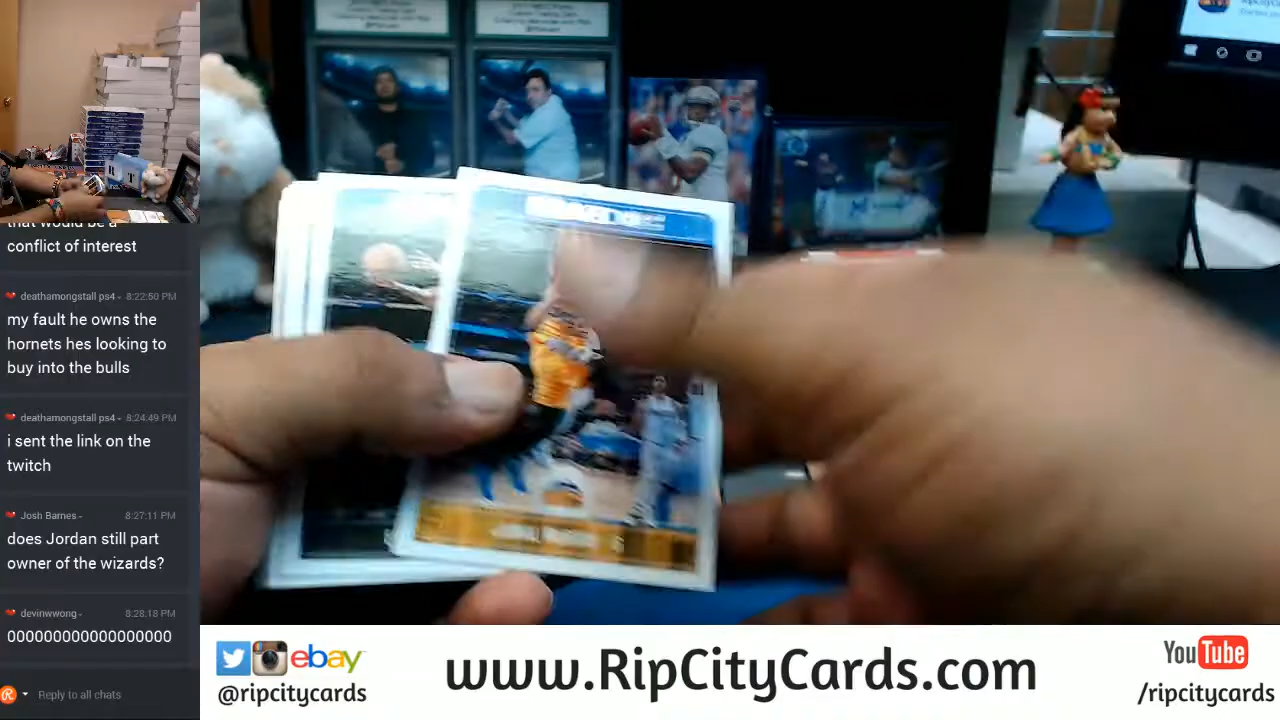 that would be a
conflict of interest
deathamongstall ps4 - 8:22:50 PM
my fault he owns the
hornets hes looking to
buy into the bulls
deathamongstall ps4 - 8:24:49 PM
i sent the link on the
twitch
Josh Barnes - 8:27:11 PM
does Jordan still part
owner of the wizards?
devinwwong - 8:28:18 PM
000000000000000000
Reply to all chats
R T
ebay
@ripcitycards
www.RipCityCards.com
YouTube
/ripcitycards